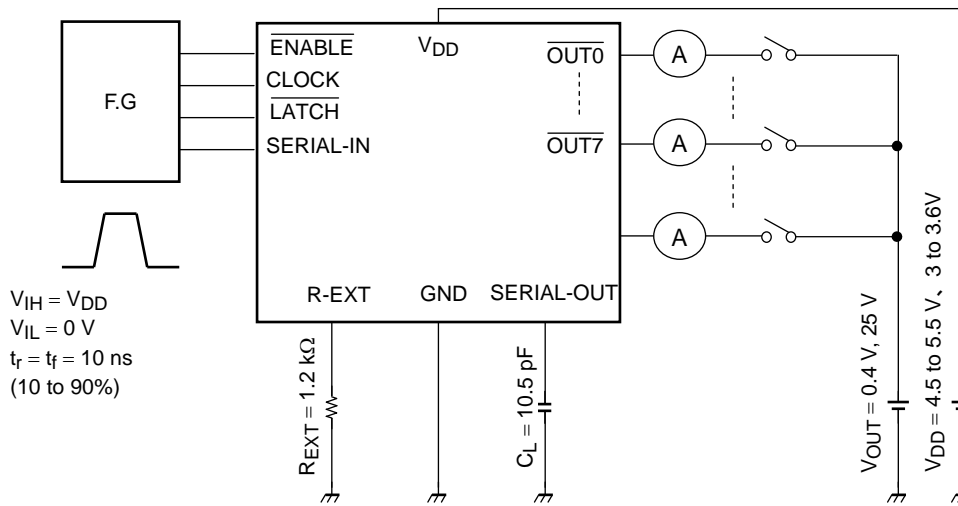 F.G
ENABLE
CLOCK
LATCH
SERIAL-IN
VDD
OUT0
OUT7
A
A
A
R-EXT
GND
SERIAL-OUT
VIH = VDD
VIL = 0 V
tr = tf = 10 ns
(10 to 90%)
REXT = 1.2 kΩ
CL = 10.5 pF
VOUT = 0.4 V, 25 V
VDD = 4.5 to 5.5 V、3 to 3.6V